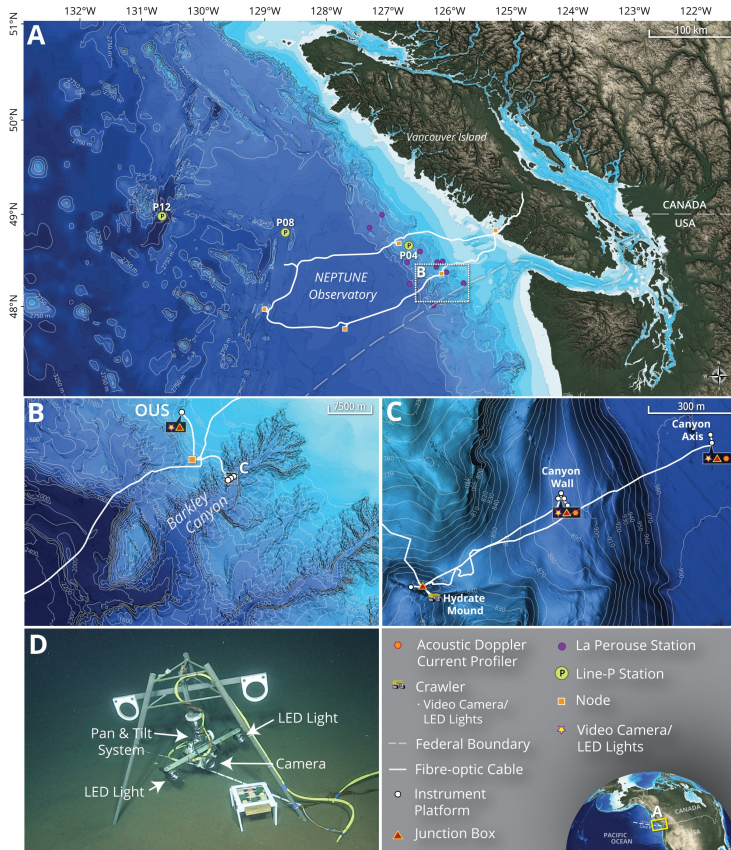 132°W 131°W 130°W 129°W 128°W 127°W 126°W 125°W 124°W 123°W 122°W
51°N
A
100 km
50°N
Vancouver Island
P12
49°N
P08
CANADA
USA
P04
B
NEPTUNE
Observatory
48°N
B
7500 m
OUS
C
Barkley
Canyon
C
300 m
Canyon
Axis
Canyon
Wall
Hydrate
Mound
D
LED Light
Pan & Tilt
System
Camera
LED Light
Acoustic Doppler
Current Profiler
Crawler
· Video Camera/
LED Lights
Federal Boundary
Fibre-optic Cable
Instrument
Platform
Junction Box
La Perouse Station
P
Line-P Station
Node
Video Camera/
LED Lights
A
CANADA
USA
PACIFIC
OCEAN